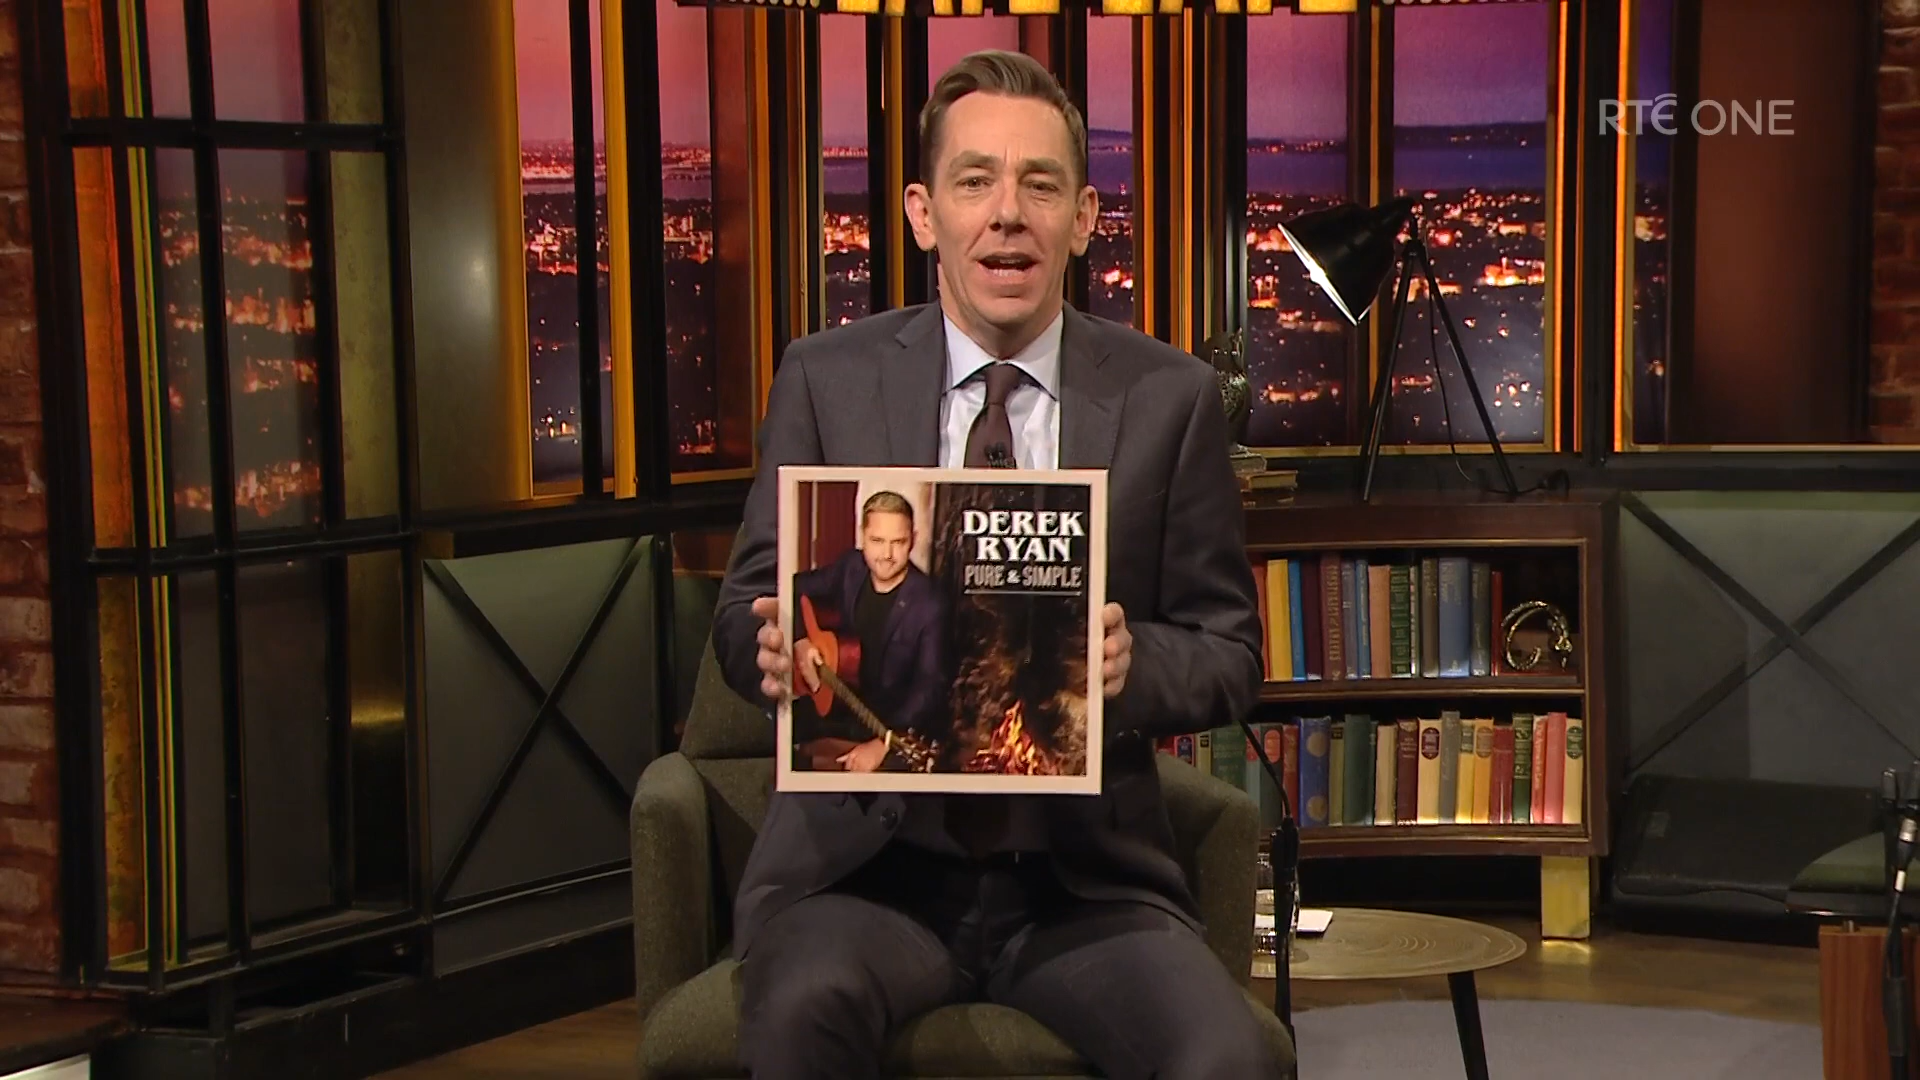 RTÉ ONE
DEREK
RYAN
PURE & SIMPLE